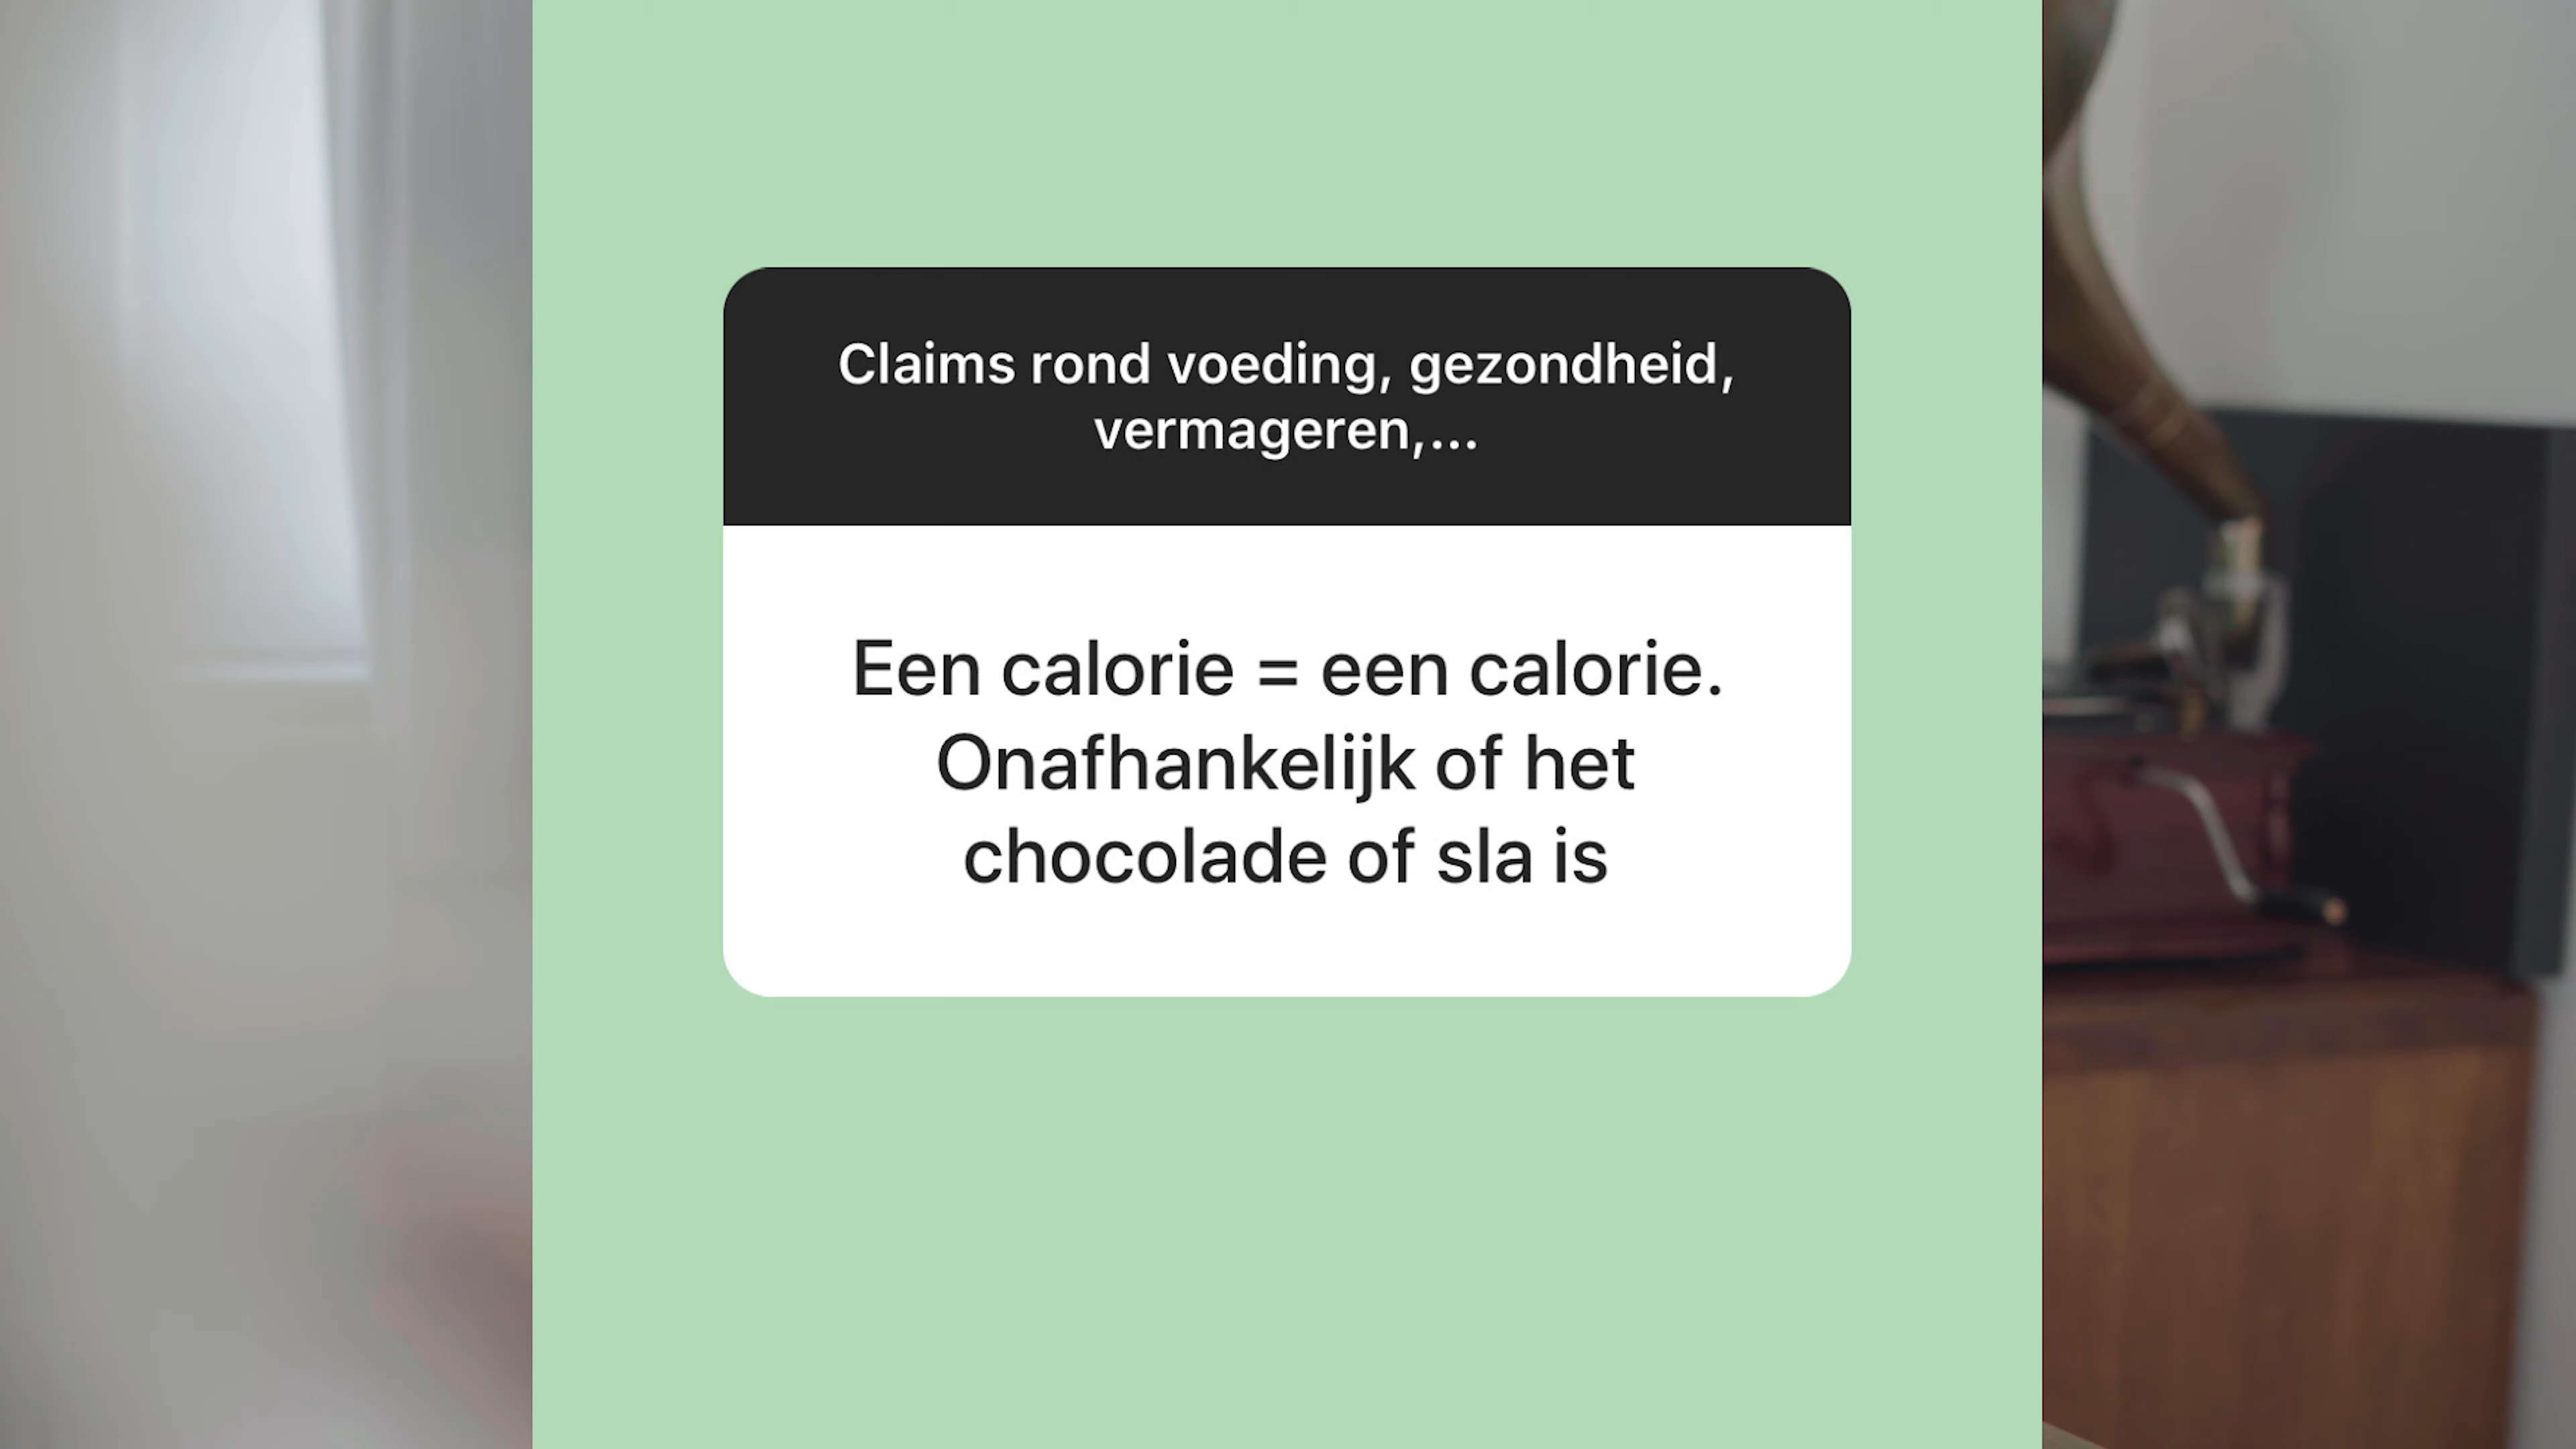 Claims rond voeding, gezondheid,
vermageren,...
Een calorie = een calorie.
Onafhankelijk of het
chocolade of sla is